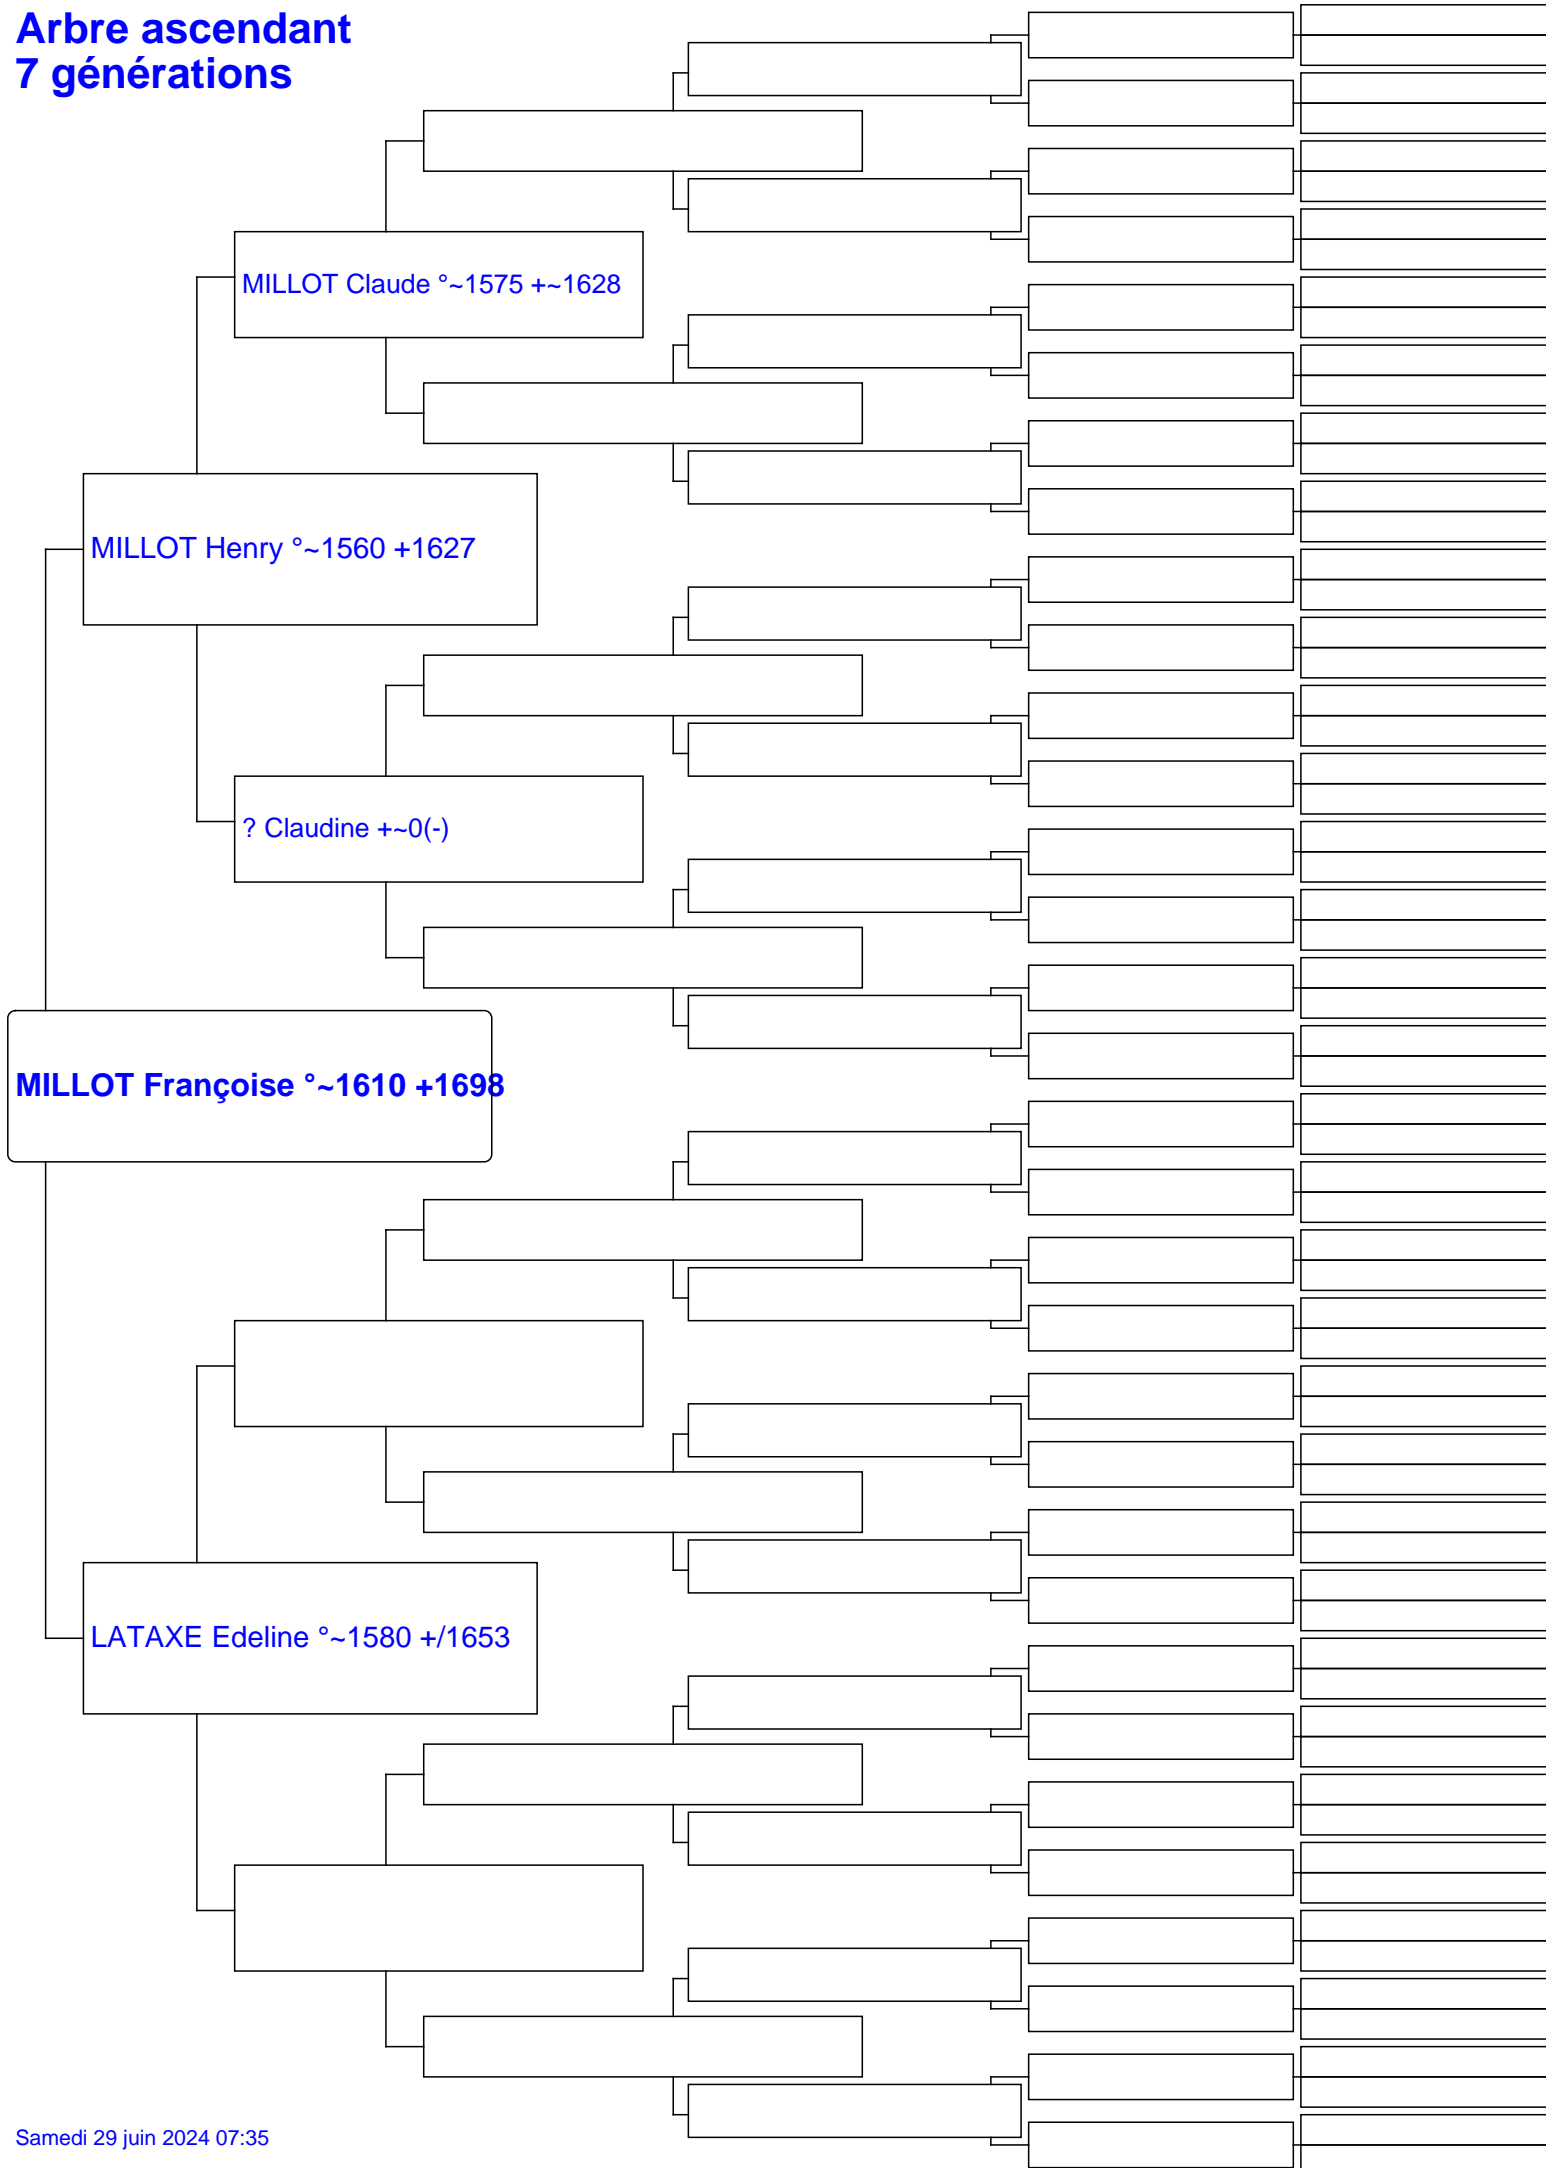 Arbre ascendant
7 générations
MILLOT Claude °~1575 +~1628
MILLOT Henry °~1560 +1627
? Claudine +~0(-)
MILLOT Françoise °~1610 +1698
LATAXE Edeline °~1580 +/1653
Samedi 29 juin 2024 07:35